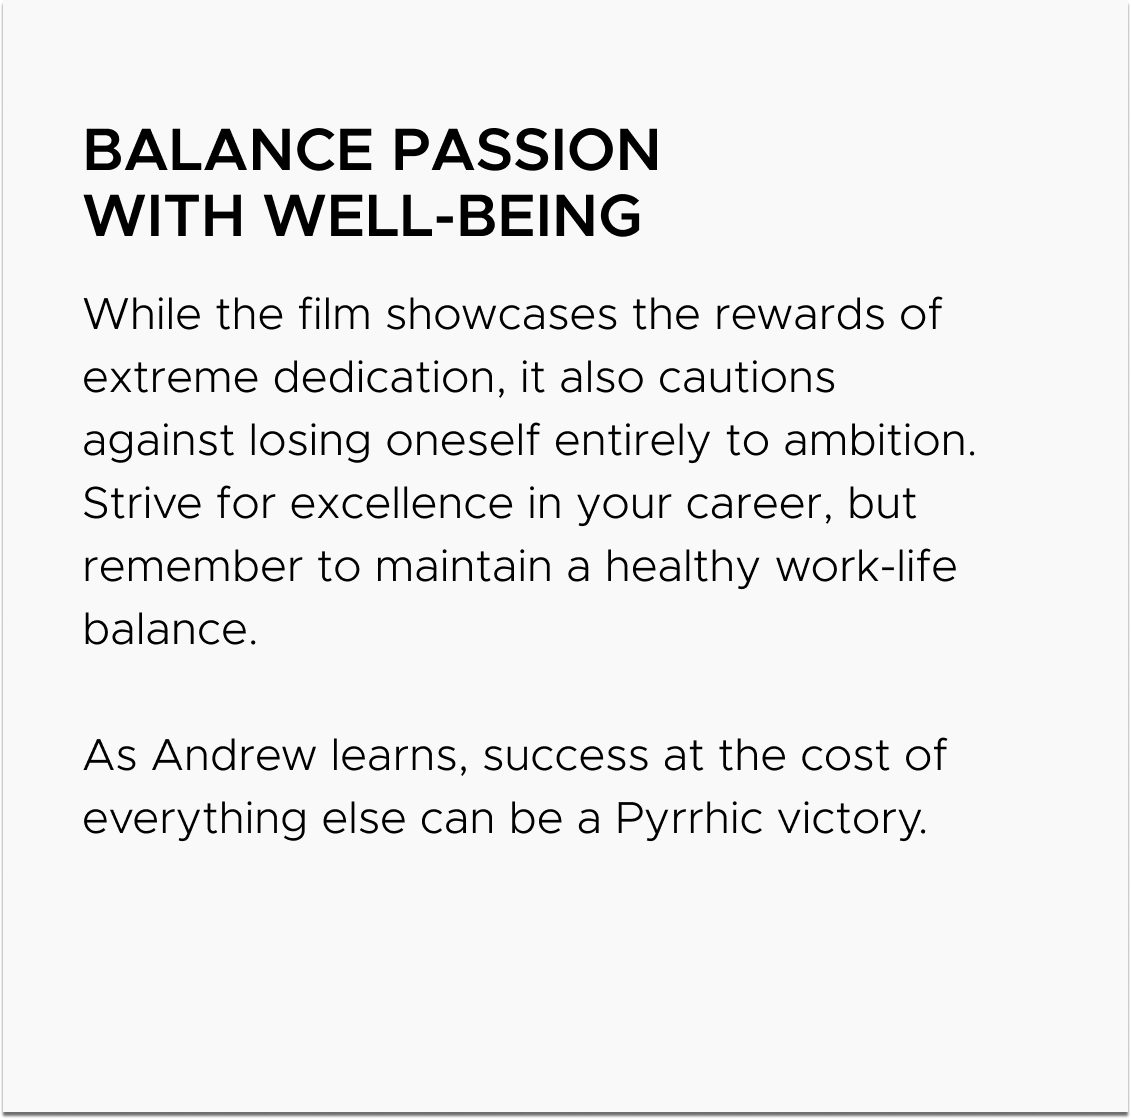 BALANCE PASSION
WITH WELL-BEING
While the film showcases the rewards of
extreme dedication, it also cautions
against losing oneself entirely to ambition.
Strive for excellence in your career, but
remember to maintain a healthy work-life
balance.
As Andrew learns, success at the cost of
everything else can be a Pyrrhic victory.